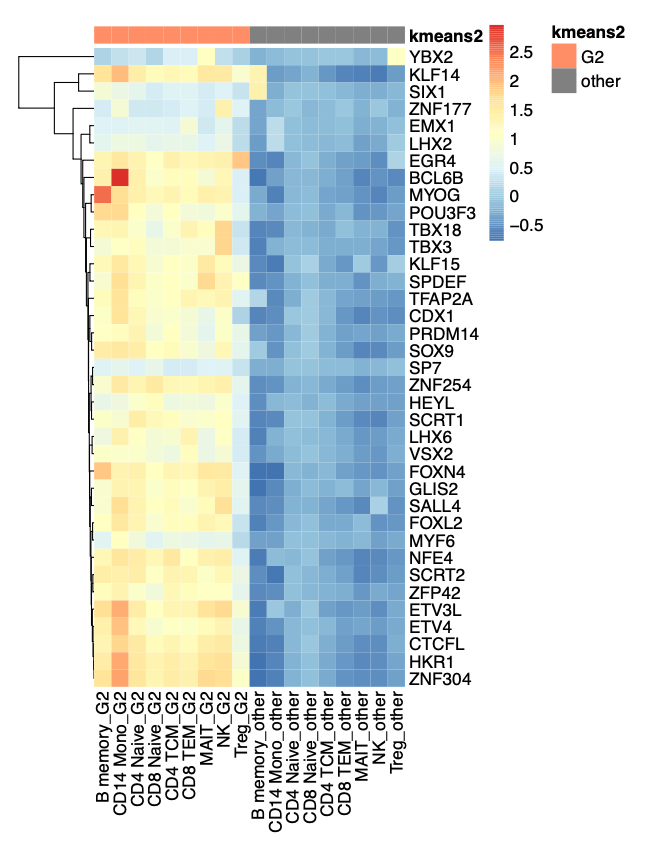 kmeans2
YBX2
KLF14
SIX1
ZNF177
EMX1
LHX2
EGR4
BCL6B
MYOG
POU3F3
TBX18
TBX3
KLF15
SPDEF
TFAP2A
CDX1
PRDM14
SOX9
SP7
ZNF254
HEYL
SCRT1
LHX6
VSX2
FOXN4
GLIS2
SALL4
FOXL2
MYF6
NFE4
SCRT2
ZFP42
ETV3L
ETV4
CTCFL
HKR1
ZNF304
B memory_G2
CD14 Mono_G2
CD4 Naive_G2
CD8 Naive_G2
CD4 TCM_G2
CD8 TEM_G2
MAIT_G2
NK_G2
Treg_G2
B memory_other
CD14 Mono_other
CD4 Naive_other
CD8 Naive_other
CD4 TCM_other
CD8 TEM_other
MAIT_other
NK_other
Treg_other
2.5
2
1.5
1
0.5
0
−0.5
kmeans2
G2
other